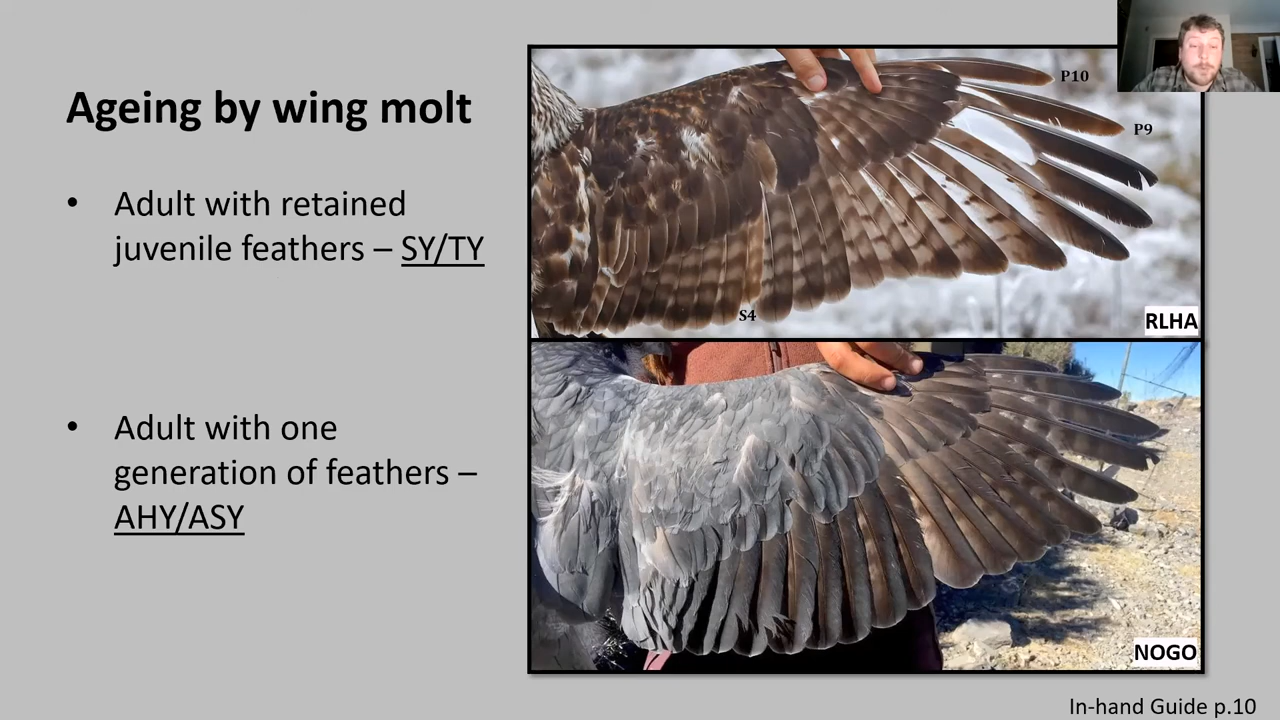 Ageing by wing molt
• Adult with retained
juvenile feathers – SY/TY
• Adult with one
generation of feathers –
AHY/ASY
P10
P9
S4
RLHA
NOGO
In-hand Guide p.10